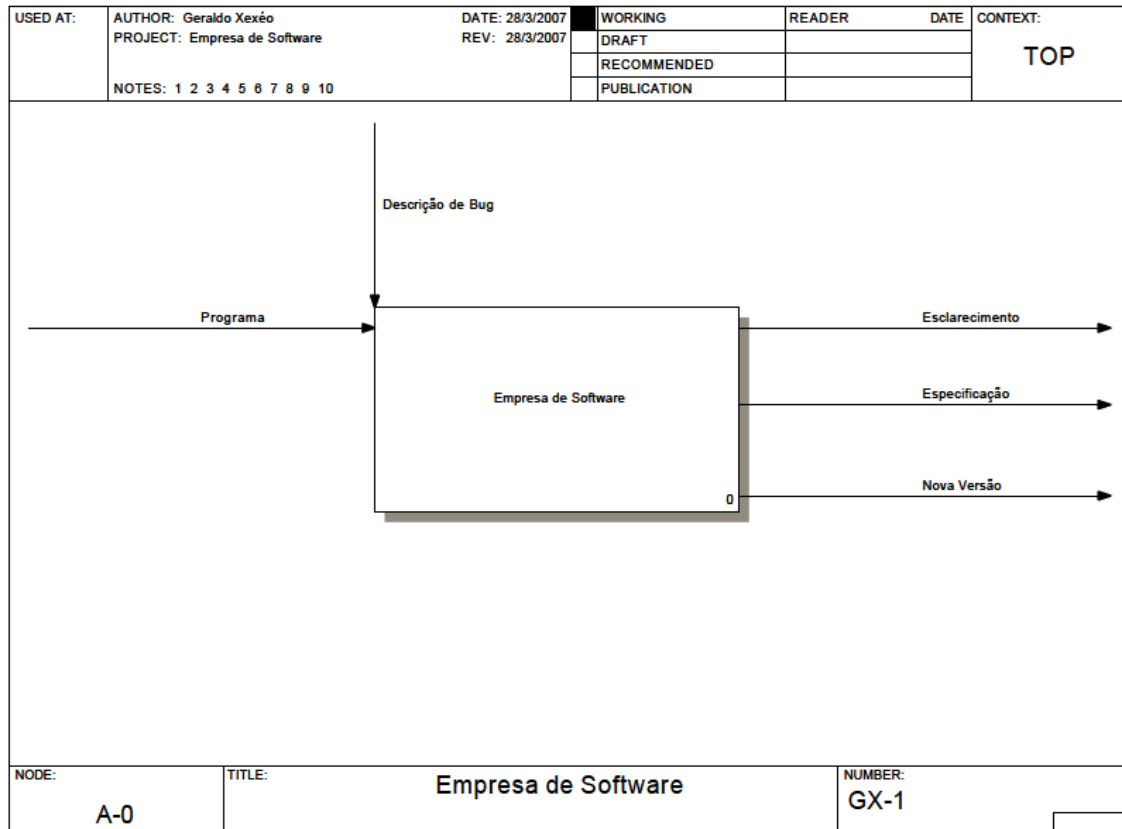 USED AT:
AUTHOR: Geraldo Xexéo
DATE: 28/3/2007
WORKING
READER
DATE
CONTEXT:
PROJECT: Empresa de Software
REV: 28/3/2007
DRAFT
TOP
RECOMMENDED
NOTES: 1 2 3 4 5 6 7 8 9 10
PUBLICATION
Descrição de Bug
Programa
Esclarecimento
Empresa de Software
Especificação
Nova Versão
0
NODE:
TITLE:
NUMBER:
Empresa de Software
GX-1
A-0